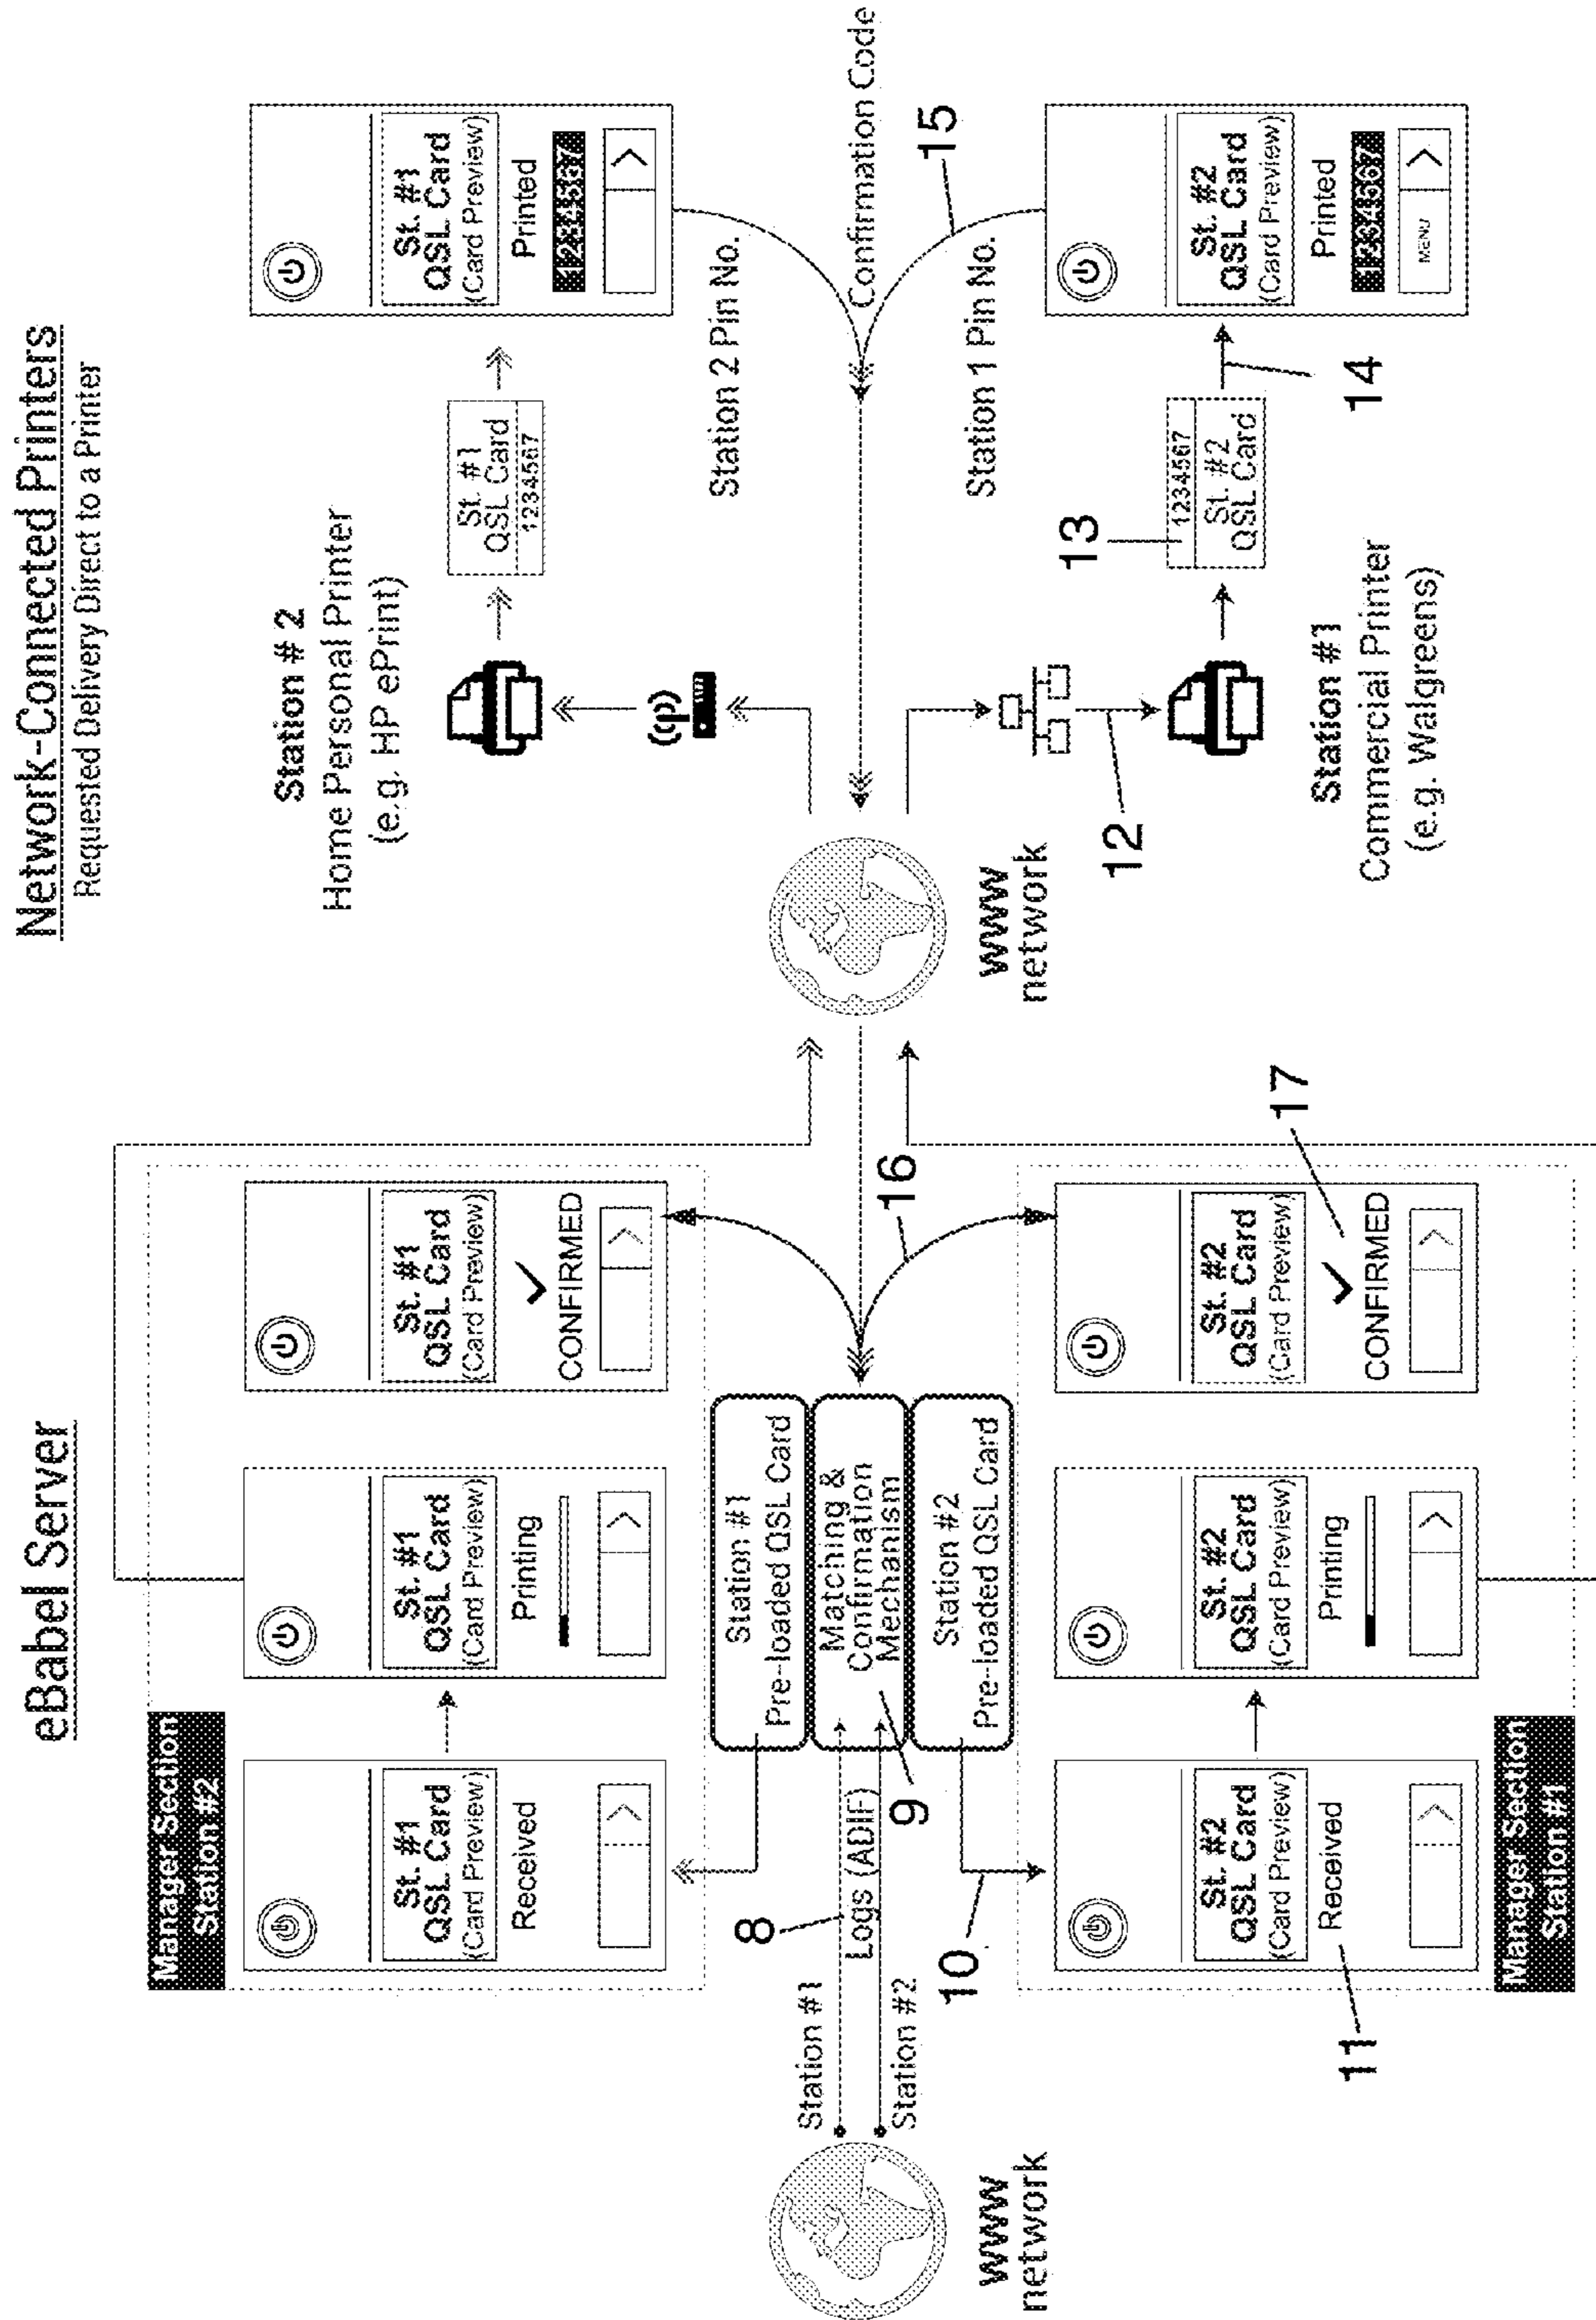 eBabel Server
Network-Connected Printers
Requested Delivery Direct to a Printer
Manager Section
Station #2
St. #1
QSL Card
(Card Preview)
Received
St. #1
QSL Card
(Card Preview)
Printing
St. #1
QSL Card
(Card Preview)
CONFIRMED
Station # 2
Home Personal Printer
(e.g. HP ePrint)
St. #1
QSL Card
1234567
St. #1
QSL Card
(Card Preview)
Printed
1234567
Station #1
Pre-loaded QSL Card
Matching &
Confirmation
Mechanism
Station #2
Pre-loaded QSL Card
8
Station #1
Logs (ADIF)
Station #2
9
10
www
network
16
www
network
Station 2 Pin No.
Confirmation Code
Station 1 Pin No.
15
12
13
1234567
St. #2
QSL Card
14
Station #1
Commercial Printer
(e.g. Walgreens)
St. #2
QSL Card
(Card Preview)
Received
11
St. #2
QSL Card
(Card Preview)
Printing
St. #2
QSL Card
(Card Preview)
CONFIRMED
17
St. #2
QSL Card
(Card Preview)
Printed
1234567
MENU
Manager Section
Station #1